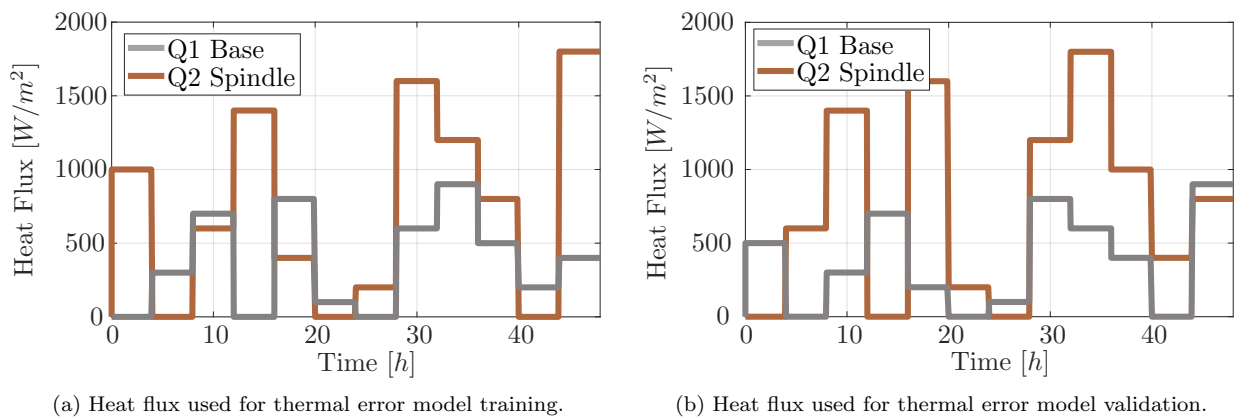 2000
1500
1000
500
0
Heat Flux [W/m²]
Q1 Base
Q2 Spindle
0 10 20 30 40
Time [h]
(a) Heat flux used for thermal error model training.
2000
1500
1000
500
0
Heat Flux [W/m²]
Q1 Base
Q2 Spindle
0 10 20 30 40
Time [h]
(b) Heat flux used for thermal error model validation.